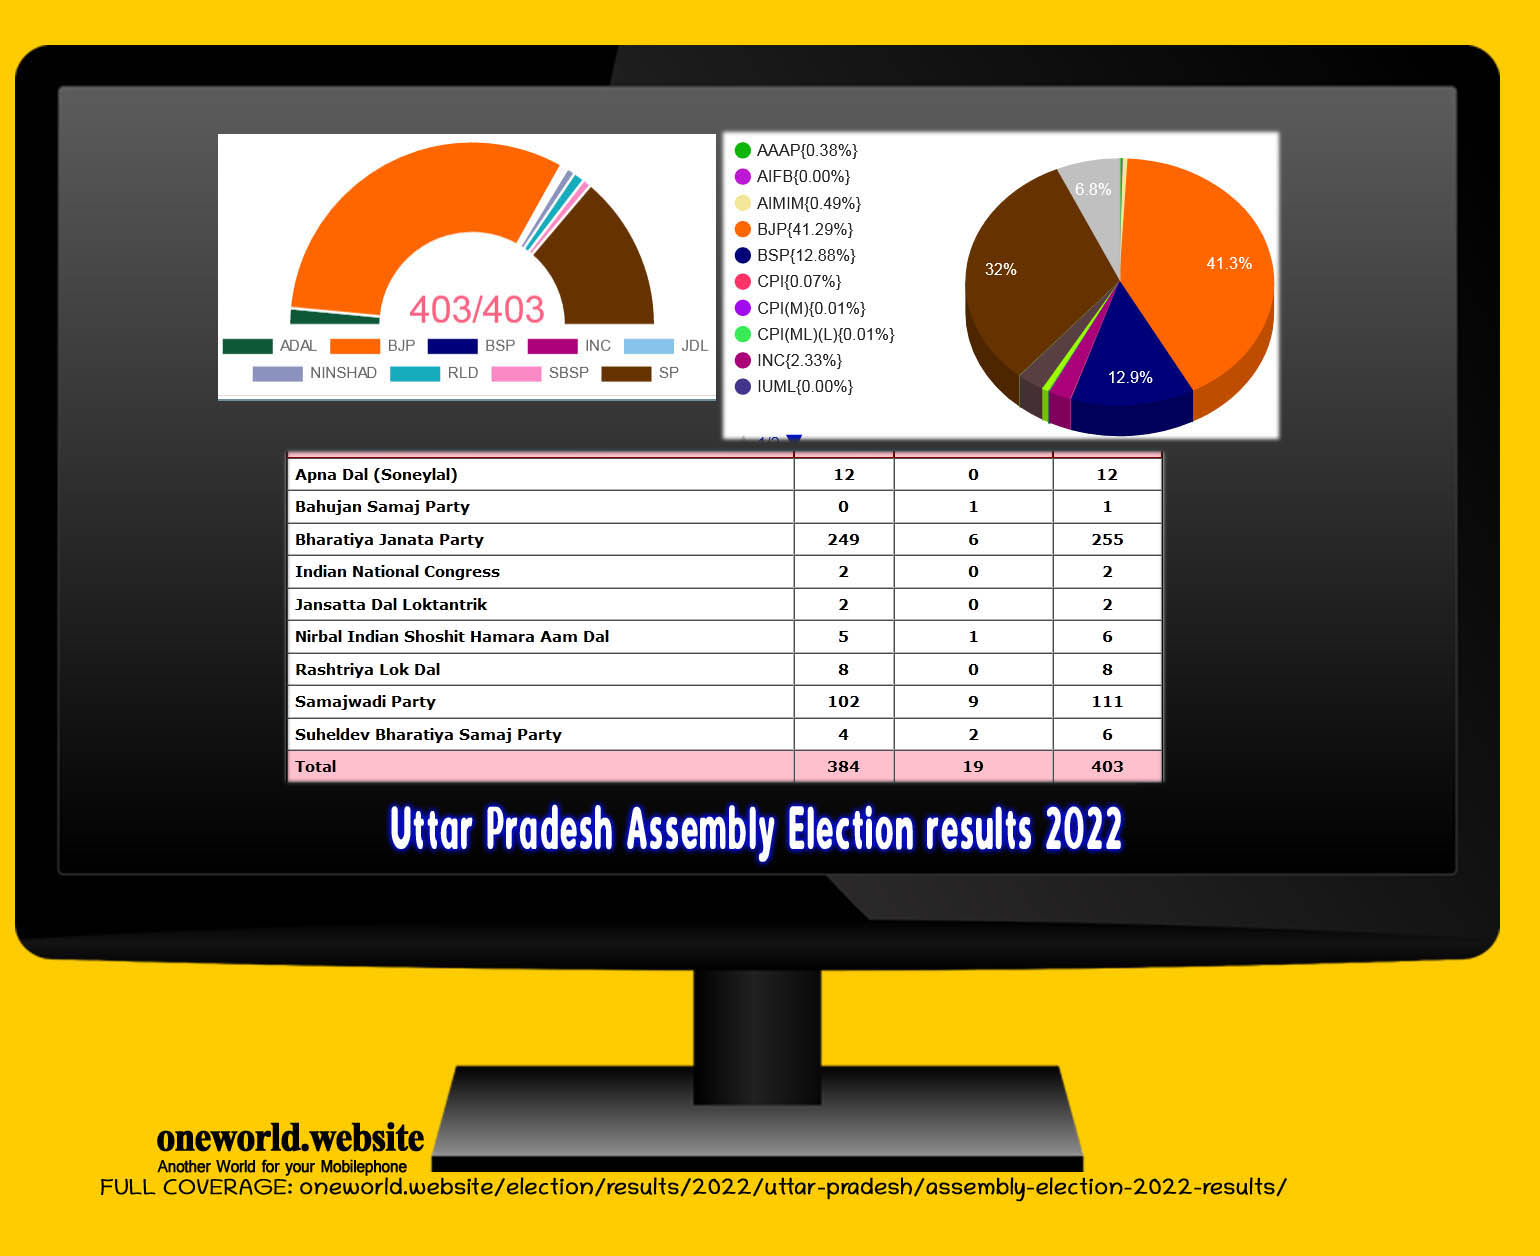 403/403
ADAL BJP BSP INC JDL
NINSHAD RLD SBSP SP
AAAP{0.38%}
AIFB{0.00%}
AIMIM{0.49%}
BJP{41.29%}
BSP{12.88%}
CPI{0.07%}
CPI(M){0.01%}
CPI(ML)(L){0.01%}
INC{2.33%}
IUML{0.00%}
6.8%
41.3%
32%
12.9%
Apna Dal (Soneylal) 12 0 12
Bahujan Samaj Party 0 1 1
Bharatiya Janata Party 249 6 255
Indian National Congress 2 0 2
Jansatta Dal Loktantrik 2 0 2
Nirbal Indian Shoshit Hamara Aam Dal 5 1 6
Rashtriya Lok Dal 8 0 8
Samajwadi Party 102 9 111
Suheldev Bharatiya Samaj Party 4 2 6
Total 384 19 403
Uttar Pradesh Assembly Election results 2022
oneworld.website
Another World for your Mobilephone
FULL COVERAGE: oneworld.website/election/results/2022/uttar-pradesh/assembly-election-2022-results/